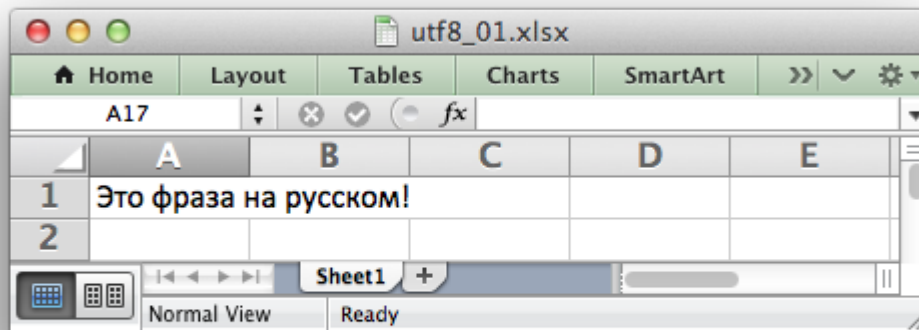 utf8_01.xlsx
Home Layout Tables Charts SmartArt
A17 fx
A B C D E
1 Это фраза на русском!
2
Sheet1 +
Normal View Ready